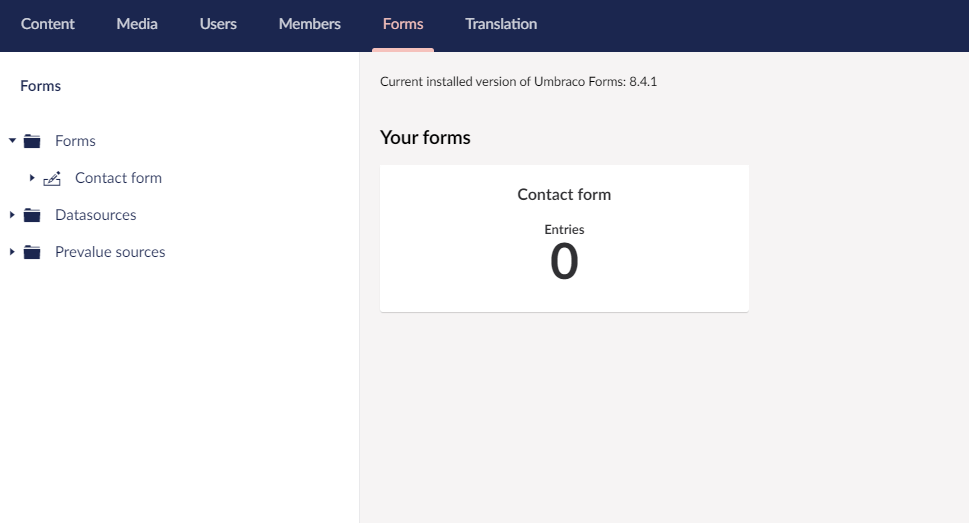 Content Media Users Members Forms Translation
Forms
Forms
Contact form
Datasources
Prevalue sources
Current installed version of Umbraco Forms: 8.4.1
Your forms
Contact form
Entries
0